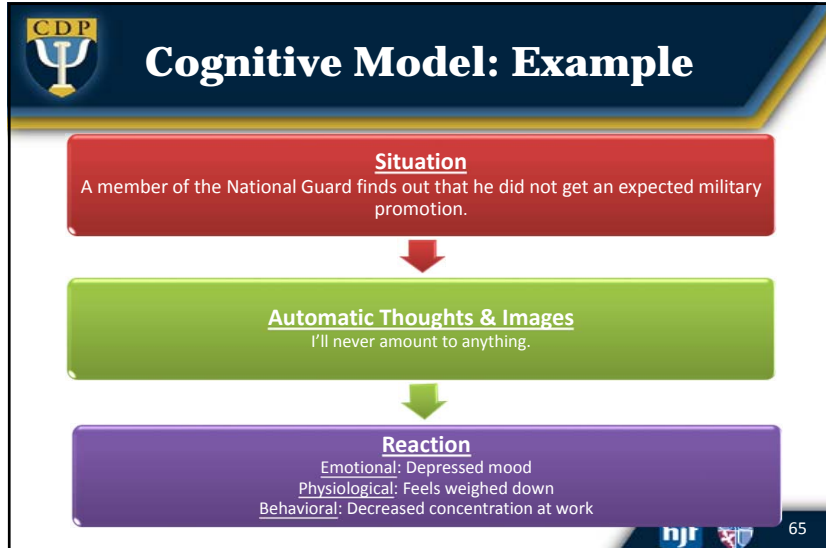 CDP
Cognitive Model: Example
Situation
A member of the National Guard finds out that he did not get an expected military
promotion.
Automatic Thoughts & Images
I'll never amount to anything.
Reaction
Emotional: Depressed mood
Physiological: Feels weighed down
Behavioral: Decreased concentration at work
hjf
65